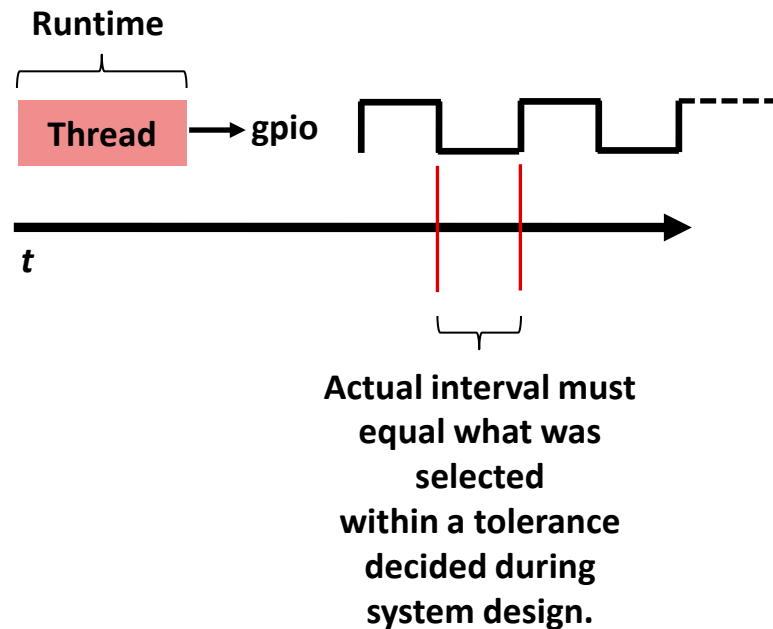 Runtime
Thread
gpio
t
Actual interval must
equal what was
selected
within a tolerance
decided during
system design.